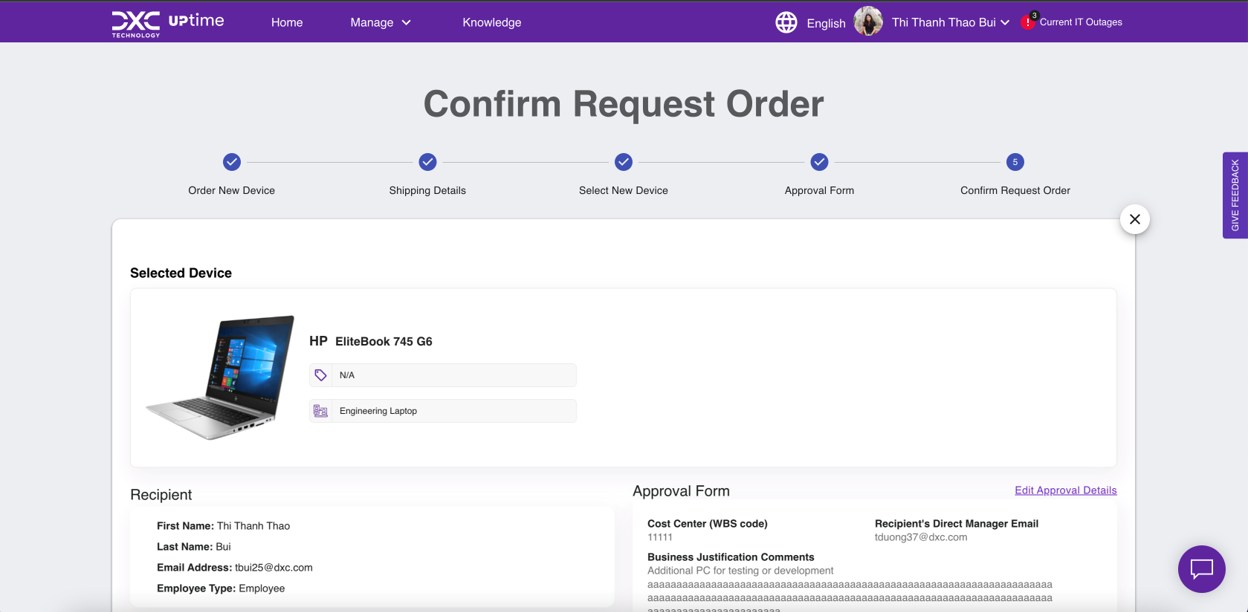 DXC TECHNOLOGY UPtime Home Manage Knowledge English Thi Thanh Thao Bui ! 3 Current IT Outages
Confirm Request Order
5
Order New Device Shipping Details Select New Device Approval Form Confirm Request Order
GIVE FEEDBACK
Selected Device
HP EliteBook 745 G6
N/A
Engineering Laptop
Recipient
First Name: Thi Thanh Thao
Last Name: Bui
Email Address: tbui25@dxc.com
Employee Type: Employee
Approval Form Edit Approval Details
Cost Center (WBS code) Recipient's Direct Manager Email
11111 tduong37@dxc.com
Business Justification Comments
Additional PC for testing or development